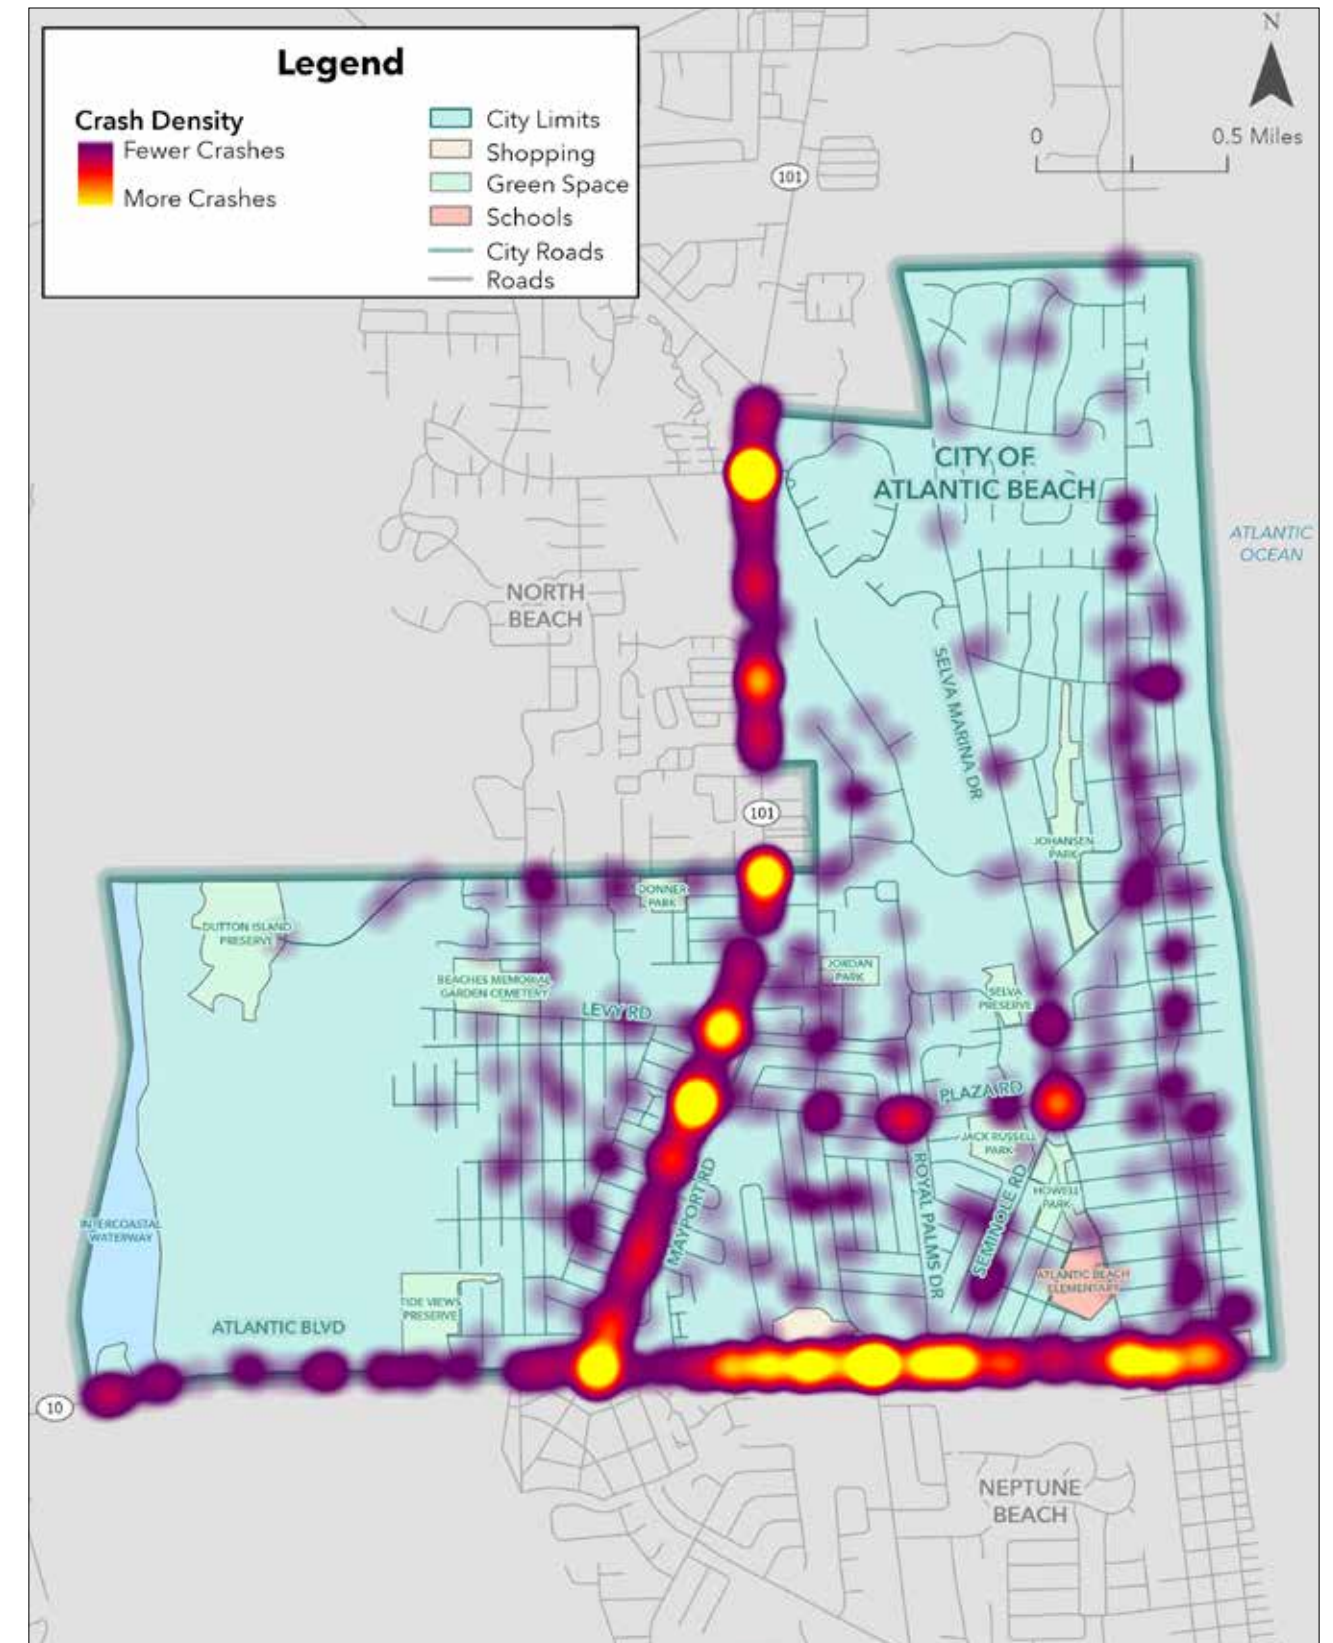 Legend
Crash Density
Fewer Crashes
More Crashes
City Limits
Shopping
Green Space
Schools
City Roads
Roads
N
0
0.5 Miles
101
CITY OF
ATLANTIC BEACH
ATLANTIC
OCEAN
NORTH
BEACH
SELVA MARINA DR
101
JOHANSEN
PARK
DONNER
PARK
DUTTON ISLAND
PRESERVE
JORDAN
PARK
BEACHES MEMORIAL
GARDEN CEMETERY
SELVA
PRESERVE
LEVY RD
PLAZA RD
JACK RUSSELL
PARK
MAYPORT RD
ROYAL PALMS DR
SEMINOLE RD
HOWELL
PARK
INTERCOASTAL
WATERWAY
ATLANTIC BEACH
ELEMENTARY
TIDE VIEWS
PRESERVE
ATLANTIC BLVD
10
NEPTUNE
BEACH